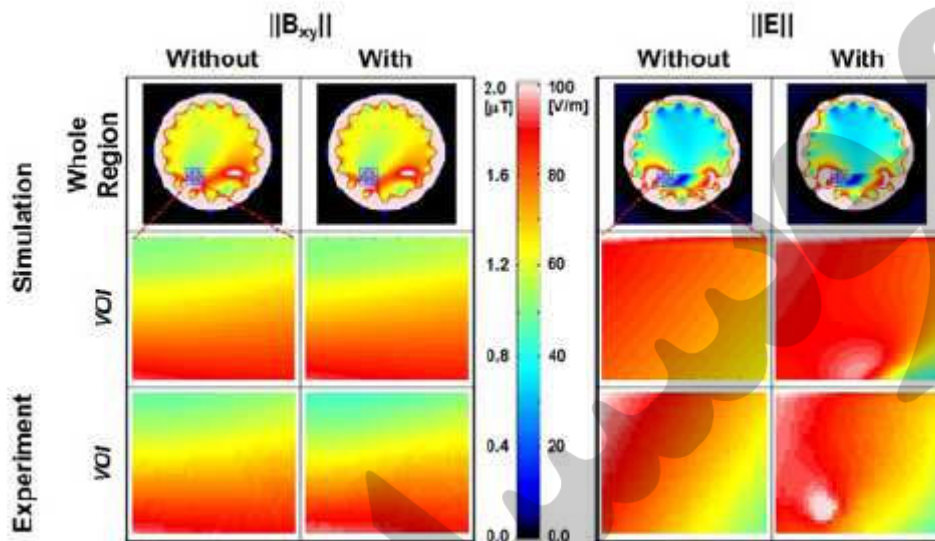 ||Bxy||
||E||
Without
With
Without
With
Simulation
Whole
Region
VOI
Experiment
VOI
2.0
[μT]
1.6
1.2
0.8
0.4
0.0
100
[V/m]
80
60
40
20
0.0